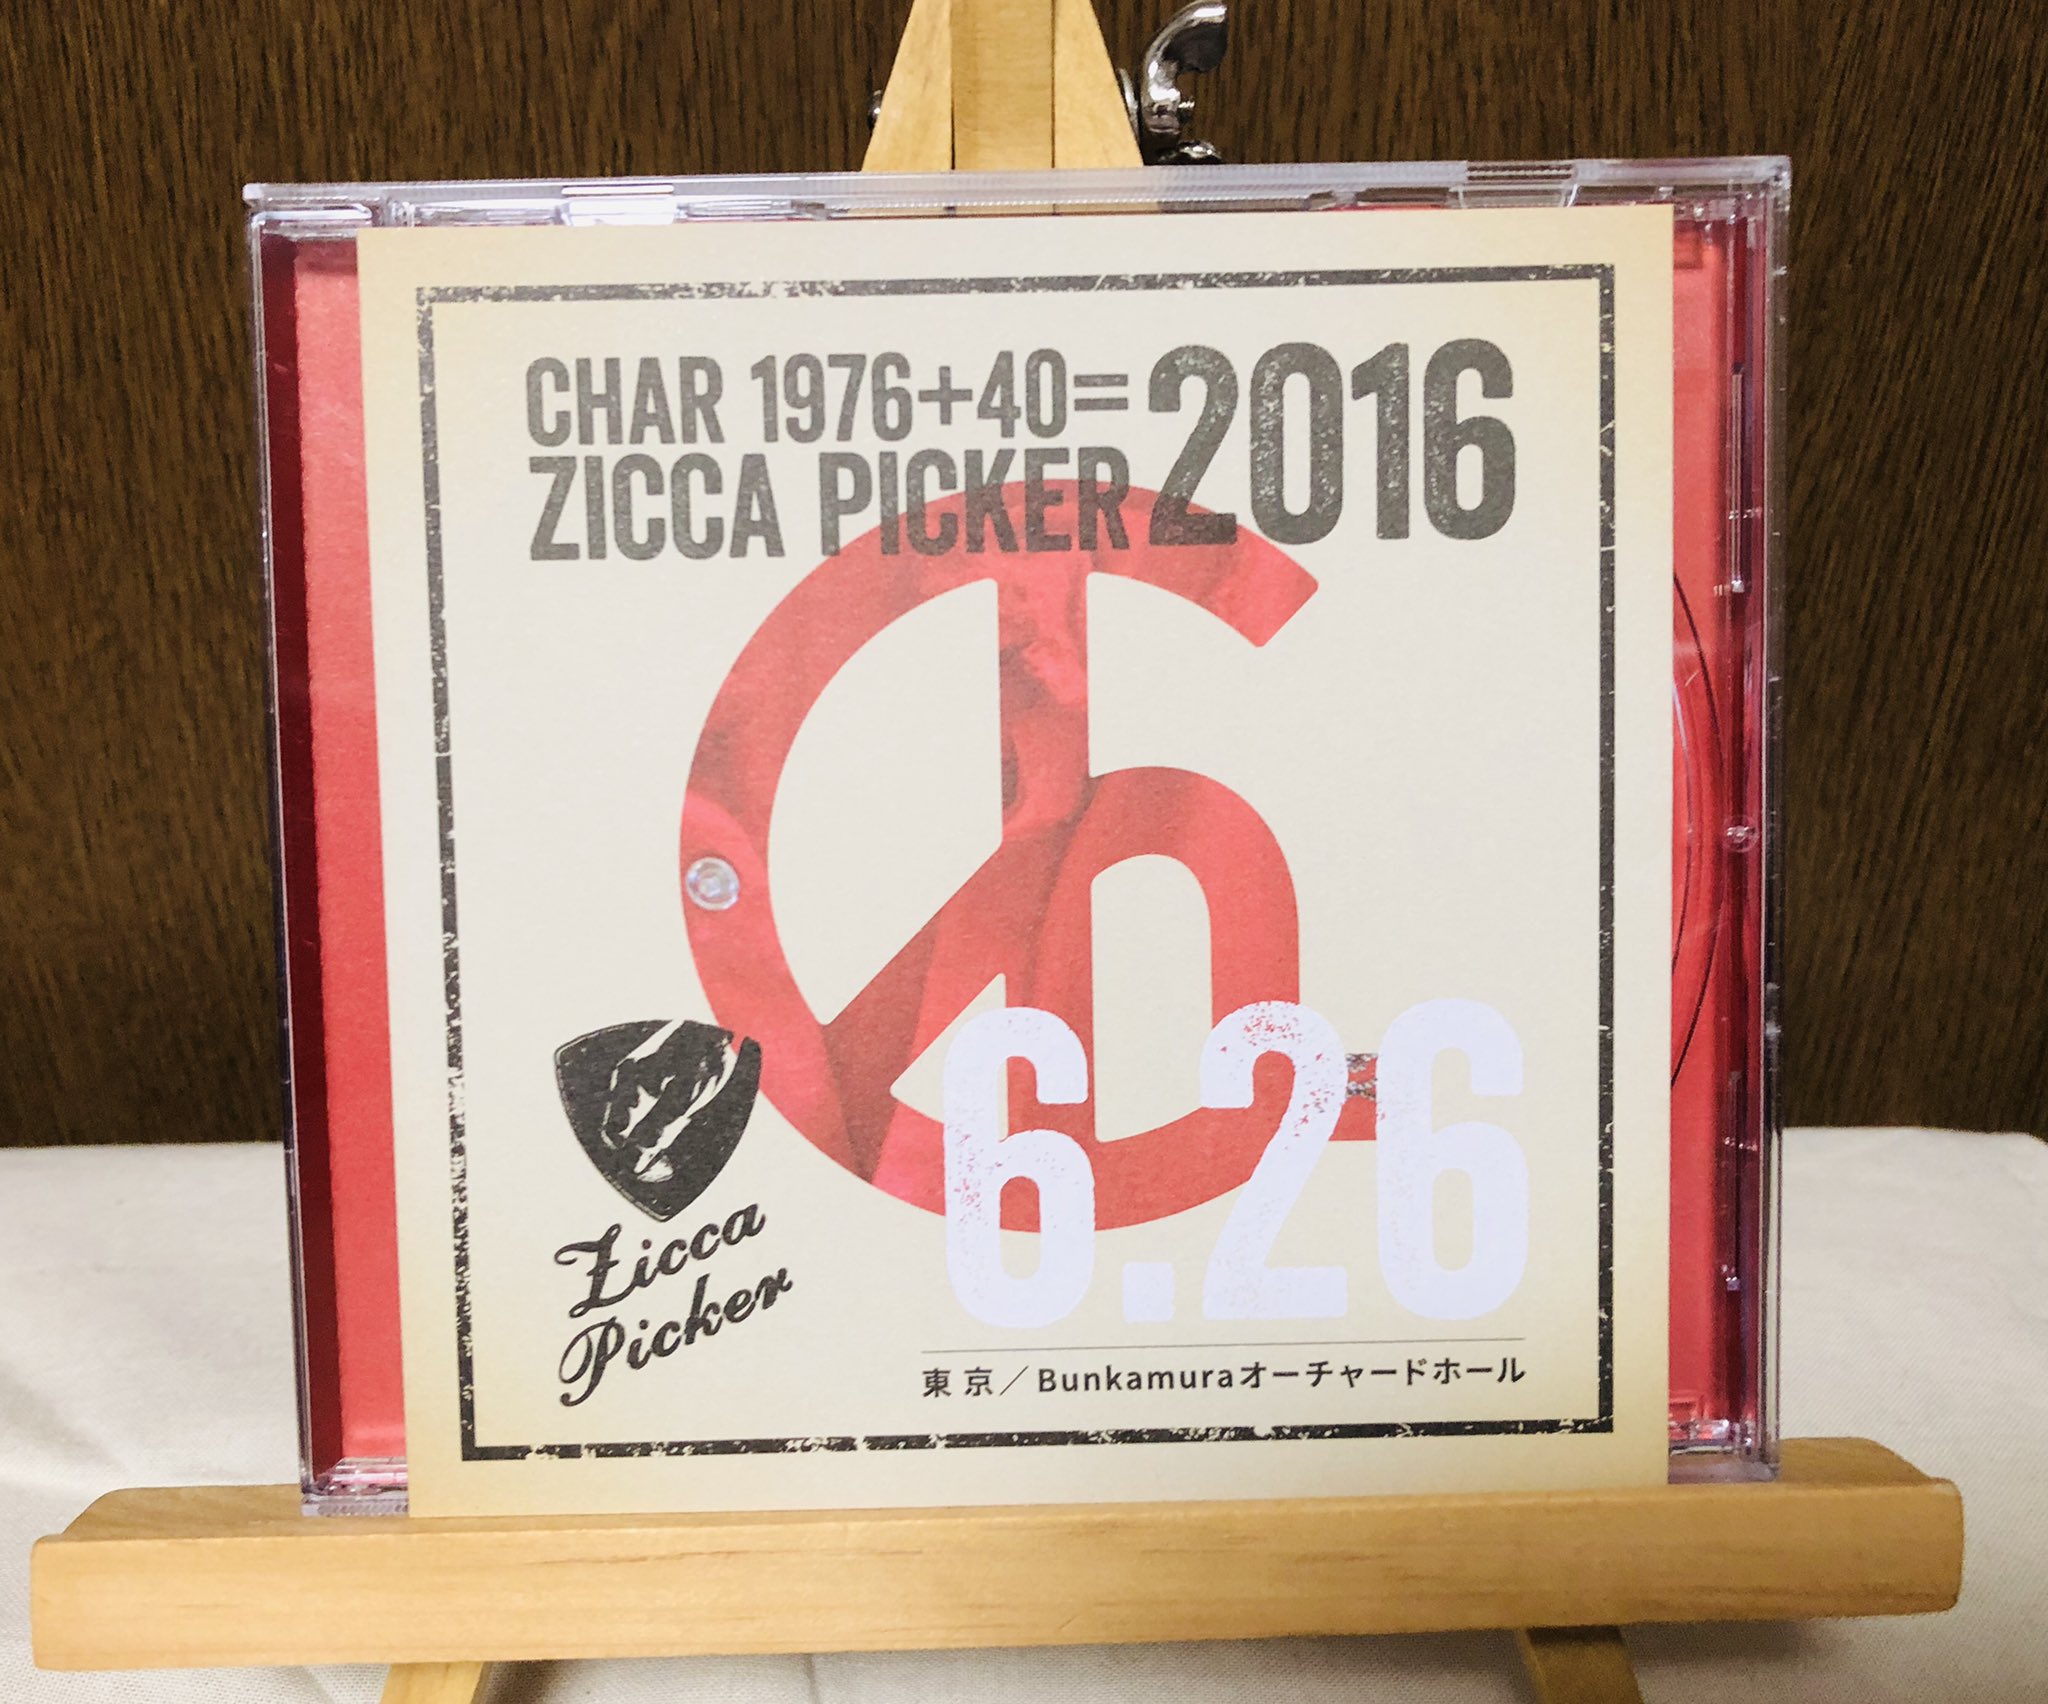 CHAR 1976+40=2016
ZICCA PICKER
6.26
Zicca
Picker
東京／Bunkamuraオーチャードホール